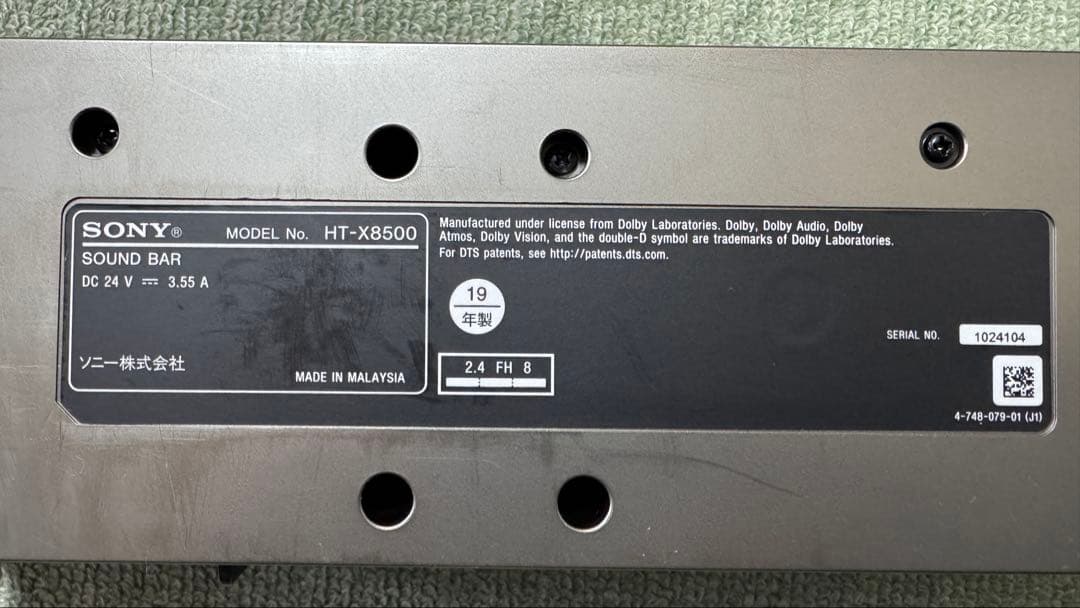 SONY®
MODEL No. HT-X8500
SOUND BAR
DC 24 V ⎓ 3.55 A
ソニー株式会社
MADE IN MALAYSIA
Manufactured under license from Dolby Laboratories. Dolby, Dolby Audio, Dolby
Atmos, Dolby Vision, and the double-D symbol are trademarks of Dolby Laboratories.
For DTS patents, see http://patents.dts.com.
19
年製
2.4 FH 8
SERIAL NO. 1024104
4-748-079-01 (J1)